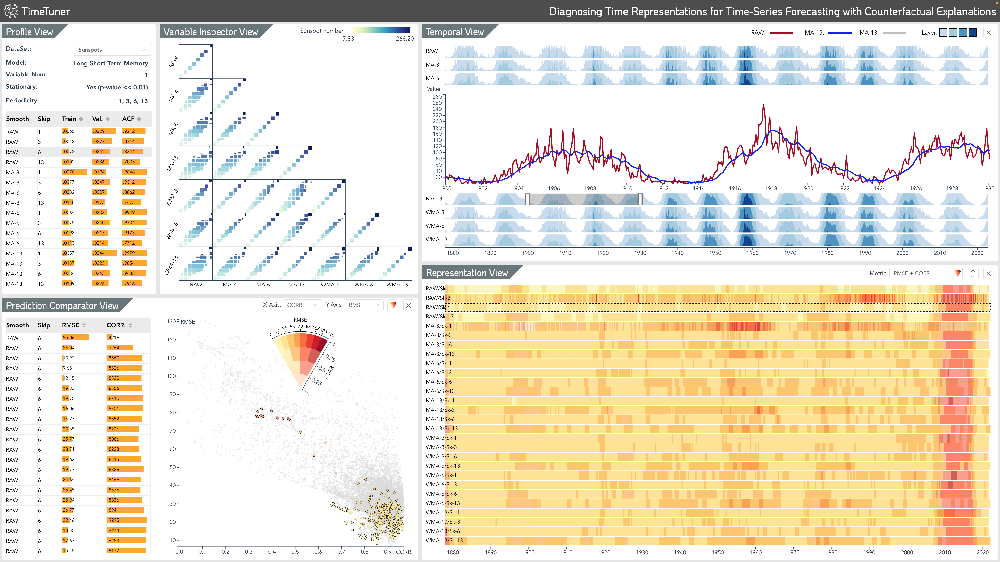 TimeTuner
Diagnosing Time Representations for Time-Series Forecasting with Counterfactual Explanations
Profile View
DataSet: Sunspots
Model: Long Short Term Memory
Variable Num: 1
Stationary: Yes (p-value << 0.01)
Periodicity: 1, 3, 6, 13
Smooth Skip Train Val. ACF
RAW 1 .0065 .0329 .9212
RAW 3 .0042 .0277 .8714
RAW 6 .0072 .0242 .8344
RAW 13 .0102 .0236 .7005
MA-3 1 .0278 .0194 .9848
MA-3 3 .0077 .0247 .9312
MA-3 6 .0082 .0207 .8862
MA-3 13 .0118 .0173 .7475
MA-6 1 .0064 .0203 .9949
MA-6 3 .0075 .0240 .9704
MA-6 6 .0098 .0215 .9173
MA-6 13 .0113 .0214 .7712
MA-13 1 .0057 .0344 .9979
MA-13 3 .0137 .0223 .9854
MA-13 6 .0084 .0243 .9488
MA-13 13 .0109 .0226 .7916
Variable Inspector View
Sunspot number :
17.83 266.20
RAW
MA-3
MA-6
MA-13
WMA-3
WMA-6
WMA-13
RAW MA-3 MA-6 MA-13 WMA-3 WMA-6 WMA-13
Temporal View
RAW: MA-13: MA-13: Layer:
RAW
MA-3
MA-6
Value
280
260
240
220
200
180
160
140
120
100
80
60
40
20
1900 1902 1904 1906 1908 1910 1912 1914 1916 1918 1920 1922 1924 1926 1928 1930
MA-13
WMA-3
WMA-6
WMA-13
1880 1890 1900 1910 1920 1930 1940 1950 1960 1970 1980 1990 2000 2010 2020
Prediction Comparator View
X-Axis: CORR. Y-Axis: RMSE
Smooth Skip RMSE CORR.
RAW 6 55.06 .4216
RAW 6 26.04 .7264
RAW 6 10.92 .8560
RAW 6 9.65 .8626
RAW 6 12.15 .8520
RAW 6 19.83 .8556
RAW 6 19.75 .8710
RAW 6 16.06 .8701
RAW 6 16.27 .8552
RAW 6 20.65 .8206
RAW 6 25.77 .8086
RAW 6 23.71 .8223
RAW 6 19.62 .8515
RAW 6 19.77 .8826
RAW 6 24.64 .8469
RAW 6 25.45 .8375
RAW 6 25.94 .8636
RAW 6 26.77 .8941
RAW 6 22.46 .9295
RAW 6 18.55 .9274
RAW 6 17.67 .9253
RAW 6 15.45 .9177
130 RMSE
120
110
100
90
80
70
60
50
40
30
20
10
0.0 0.1 0.2 0.3 0.4 0.5 0.6 0.7 0.8 0.9 CORR.
RMSE
0 18 35 53 70 88 105 123 140
1
0.75
0.5
0.25
0
CORR.
Representation View
Metric: RMSE + CORR.
RAW/Sk-1
RAW/Sk-3
RAW/Sk-6
RAW/Sk-13
MA-3/Sk-1
MA-3/Sk-3
MA-3/Sk-6
MA-3/Sk-13
MA-6/Sk-1
MA-6/Sk-3
MA-6/Sk-6
MA-6/Sk-13
MA-13/Sk-1
MA-13/Sk-3
MA-13/Sk-6
MA-13/Sk-13
WMA-3/Sk-1
WMA-3/Sk-3
WMA-3/Sk-6
WMA-3/Sk-13
WMA-6/Sk-1
WMA-6/Sk-3
WMA-6/Sk-6
WMA-6/Sk-13
WMA-13/Sk-1
WMA-13/Sk-3
WMA-13/Sk-6
WMA-13/Sk-13
1880 1890 1900 1910 1920 1930 1940 1950 1960 1970 1980 1990 2000 2010 2020